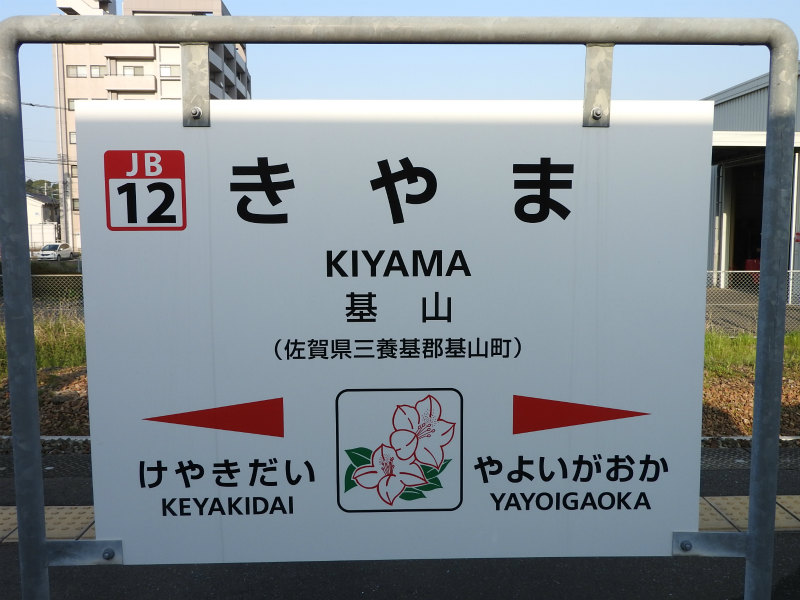 JB
12
きやま
KIYAMA
基山
（佐賀県三養基郡基山町）
けやきだい
KEYAKIDAI
やよいがおか
YAYOIGAOKA